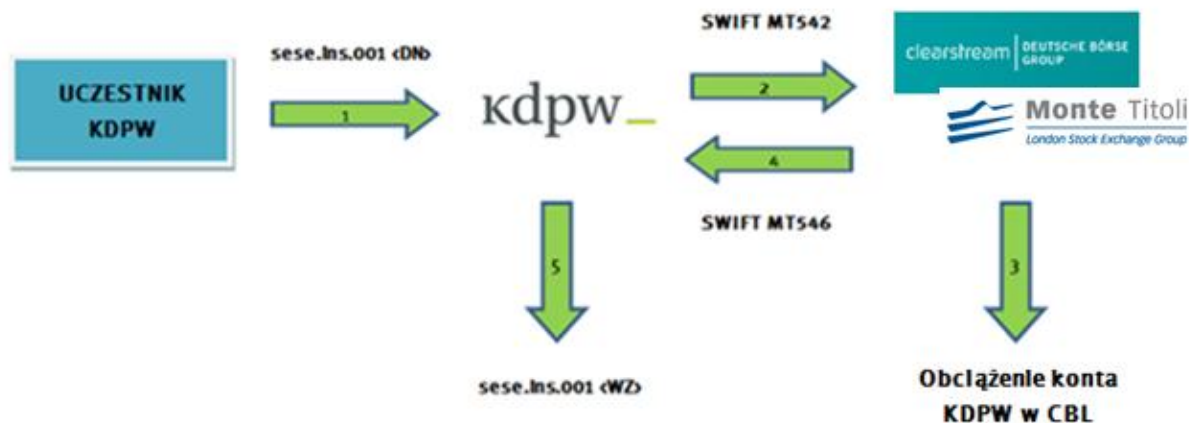 SWIFT MT542
sese.ins.001 <DN>
clearstream DEUTSCHE BÖRSE
GROUP
UCZESTNIK
KDPW
1
kdpw_
2
Monte Titoli
London Stock Exchange Group
4
SWIFT MT546
5
3
sese.ins.001 <WZ>
Obciążenie konta
KDPW w CBL